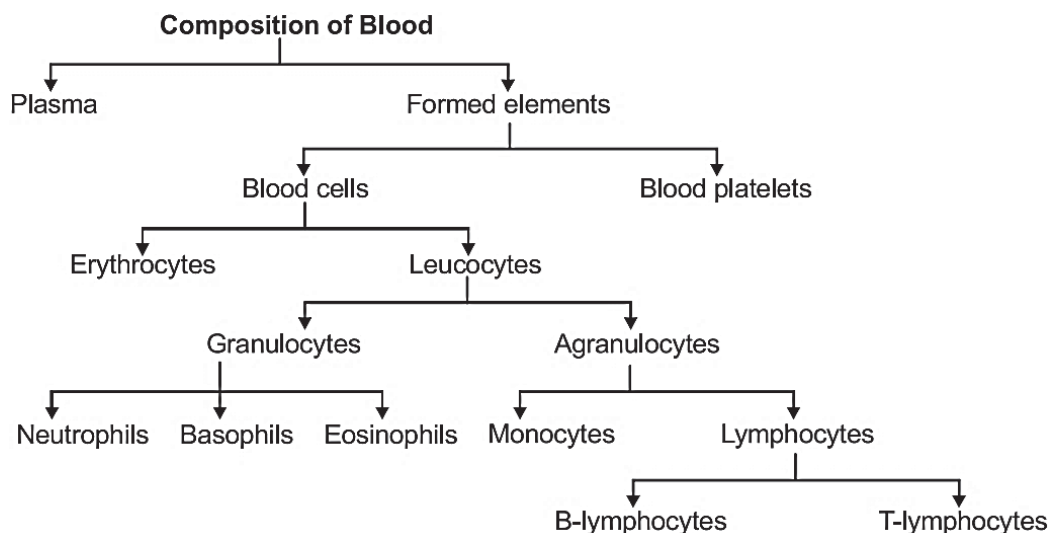 Composition of Blood
Plasma Formed elements
Blood cells Blood platelets
Erythrocytes Leucocytes
Granulocytes Agranulocytes
Neutrophils Basophils Eosinophils Monocytes Lymphocytes
B-lymphocytes T-lymphocytes